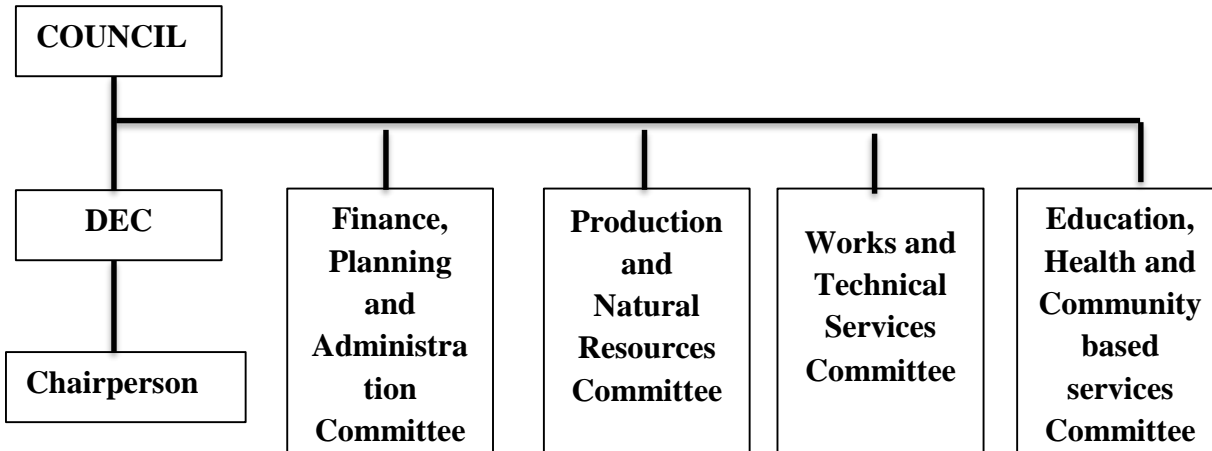 COUNCIL
DEC
Chairperson
Finance,
Planning
and
Administra
tion
Committee
Production
and
Natural
Resources
Committee
Works and
Technical
Services
Committee
Education,
Health and
Community
based
services
Committee